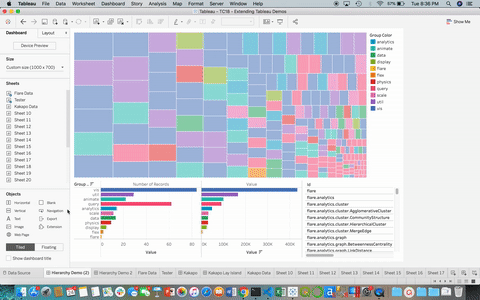 Tableau File Data Worksheet Dashboard Story Analysis Map Format Server Window Help
97% Tue 8:36 PM
Tableau - TC18 - Extending Tableau Demos
Show Me
Dashboard Layout
Device Preview
Size
Custom size (1000 x 700)
Sheets
Flare Data
Tester
Kakapo Data
Sheet 10
Sheet 12
Sheet 13
Sheet 14
Sheet 15
Sheet 16
Sheet 17
Sheet 18
Sheet 29
Sheet 20
Objects
Horizontal Blank
Vertical Navigation
Text Export
Image Extension
Web Page
Tiled Floating
Show dashboard title
Group Color
analytics
animate
data
display
flare
flex
physics
query
scale
util
vis
Group ... Number of Records Value
vis
util
animate
query
analytics
scale
data
physics
display
flex
flare
0 20 40 60 80
0K 100K 200K 300K 400K
Value Value
id
flare
flare.analytics
flare.analytics.cluster
flare.analytics.cluster.AgglomerativeCluster
flare.analytics.cluster.CommunityStructure
flare.analytics.cluster.HierarchicalCluster
flare.analytics.cluster.MergeEdge
flare.analytics.graph
flare.analytics.graph.BetweennessCentrality
flare.analytics.graph.LinkDistance
Data Source Hierarchy Demo (2) Hierarchy Demo 2 Flare Data Tester Kakapo Kakapo Lay Island Kakapo Data Sheet 10 Sheet 12 Sheet 13 Sheet 14 Sheet 15 Sheet 16 Sheet 17